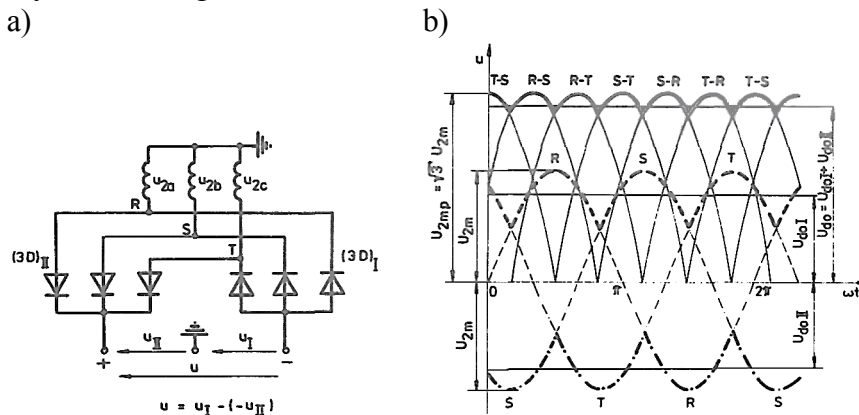 a)
b)
u
T-S R-S R-T S-T S-R T-R T-S
u2a u2b u2c
R
S
T
(3D)II
(3D)I
uII
uI
+
-
u
u = uI - (-uII)
U2mp = √3 U2m
U2m
R S T
UdoI
Udo = UdoI + UdoII
0 π 2π ωt
U2m
UdoII
S T R S